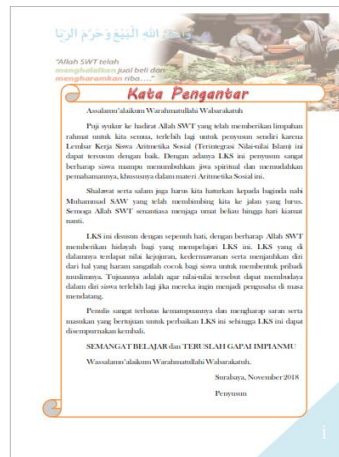 وَاَحَلَّ اللّٰهُ الْبَيْعَ وَحَرَّمَ الرِّبَا
"Allah SWT telah
menghalalkan jual beli dan
mengharamkan riba…."
Kata Pengantar
Assalamu'alaikum Warahmatullahi Wabarakatuh
Puji syukur ke hadirat Allah SWT yang telah memberikan limpahan
rahmat untuk kita semua, terlebih lagi untuk penyusun sendiri karena
Lembar Kerja Siswa Aritmetika Sosial (Terintegrasi Nilai-nilai Islam) ini
dapat tersusun dengan baik. Dengan adanya LKS ini penyusun sangat
berharap siswa mampu menumbuhkan jiwa spiritual dan memudahkan
pemahamannya, khususnya dalam materi Aritmetika Sosial ini.
Shalawat serta salam juga harus kita haturkan kepada baginda nabi
Muhammad SAW yang telah membimbing kita ke jalan yang lurus.
Semoga Allah SWT senantiasa menjaga umat beliau hingga hari kiamat
nanti.
LKS ini disusun dengan sepenuh hati, dengan berharap Allah SWT
memberikan hidayah bagi yang mempelajari LKS ini. LKS yang di
dalamnya terdapat nilai kejujuran, kedermawanan serta menjauhkan diri
dari hal yang haram sangatlah cocok bagi siswa untuk membentuk pribadi
muslimnya. Tujuannya adalah agar nilai-nilai tersebut dapat membudaya
dalam diri siswa terlebih lagi jika mereka ingin menjadi pengusaha di masa
mendatang.
Penulis sangat terbatas kemampuannya dan mengharap saran serta
masukan yang bertujuan untuk perbaikan LKS ini sehingga LKS ini dapat
disempurnakan kembali.
SEMANGAT BELAJAR dan TERUSLAH GAPAI IMPIANMU
Wassalamu'alaikum Warahmatullahi Wabarakatuh.
Surabaya, November 2018
Penyusun
i